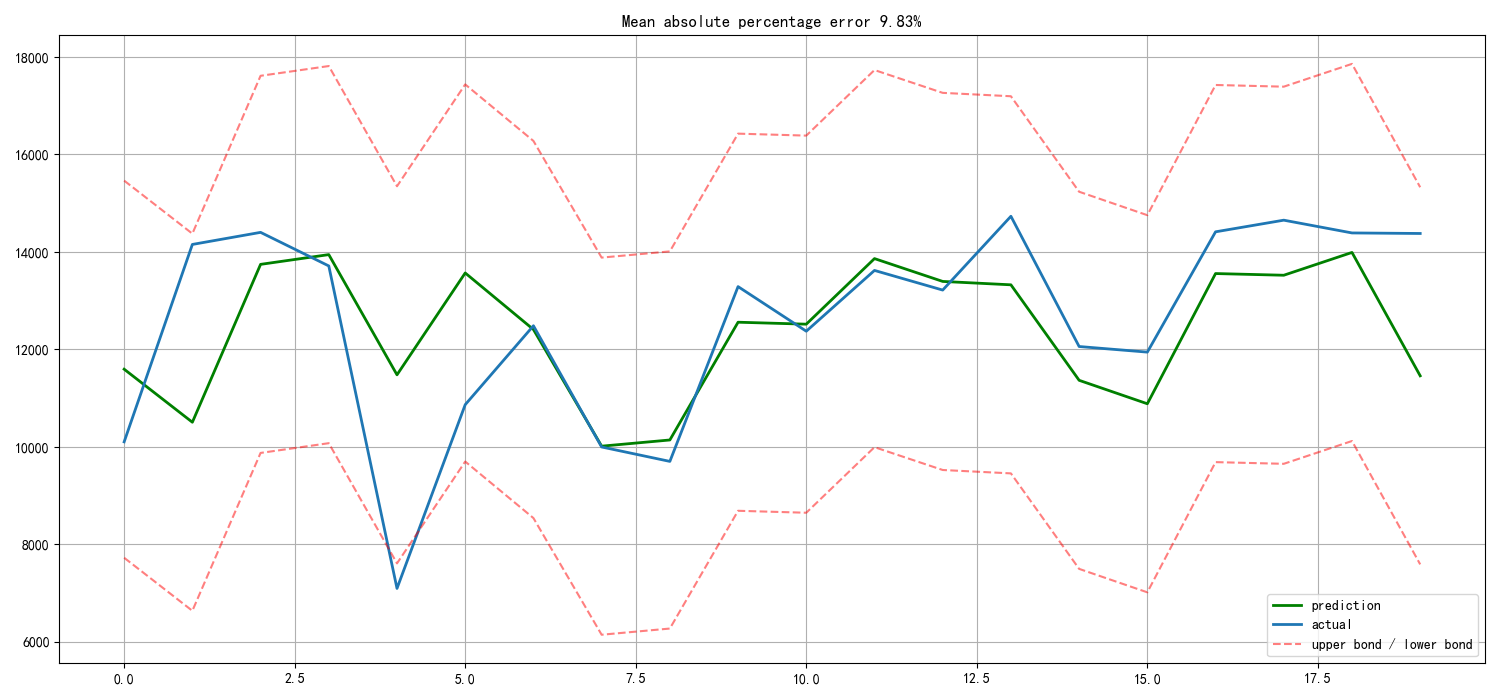 Mean absolute percentage error 9.83%
18000
16000
14000
12000
10000
8000
6000
prediction
actual
upper bond / lower bond
0.0 2.5 5.0 7.5 10.0 12.5 15.0 17.5